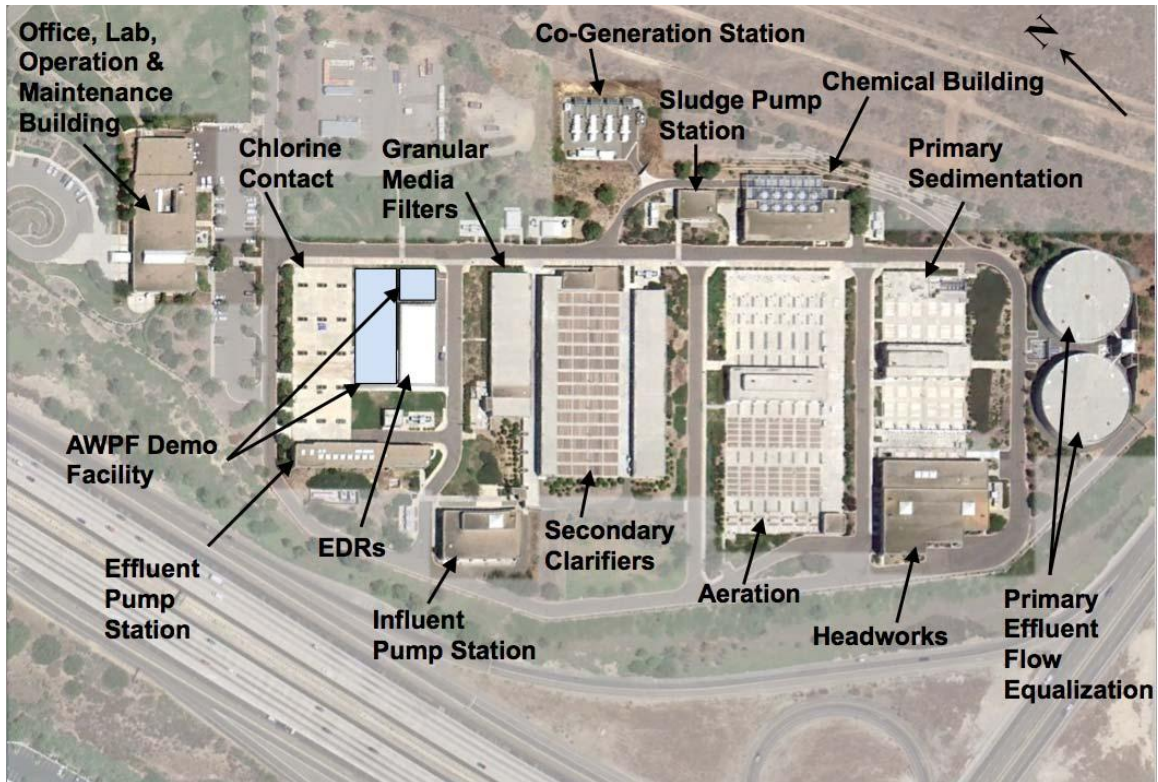 Office, Lab,
Operation &
Maintenance
Building
Chlorine
Contact
Granular
Media
Filters
Co-Generation Station
Sludge Pump
Station
Chemical Building
Primary
Sedimentation
N
AWPF Demo
Facility
Effluent
Pump
Station
EDRs
Influent
Pump Station
Secondary
Clarifiers
Aeration
Headworks
Primary
Effluent
Flow
Equalization